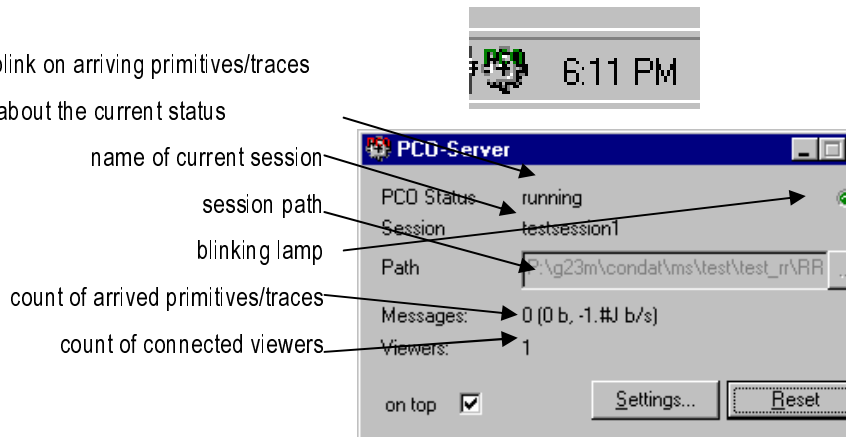 blink on arriving primitives/traces
PCO 6:11 PM
about the current status
PCO-Server
name of current session
PCO Status running
session path
Session testsession1
blinking lamp
Path P:\g23m\condat\ms\test\test_rr\RR ...
count of arrived primitives/traces
Messages: 0 (0 b, -1.#J b/s)
count of connected viewers
Viewers: 1
on top Settings... Reset